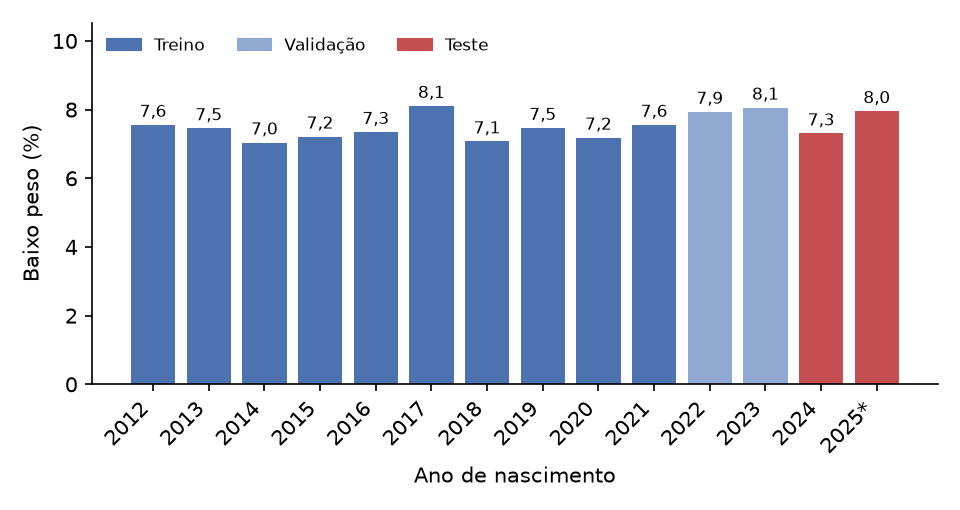 Treino Validação Teste
Baixo peso (%)
10
8
6
4
2
0
7,6 7,5 7,0 7,2 7,3 8,1 7,1 7,5 7,2 7,6 7,9 8,1 7,3 8,0
2012 2013 2014 2015 2016 2017 2018 2019 2020 2021 2022 2023 2024 2025*
Ano de nascimento